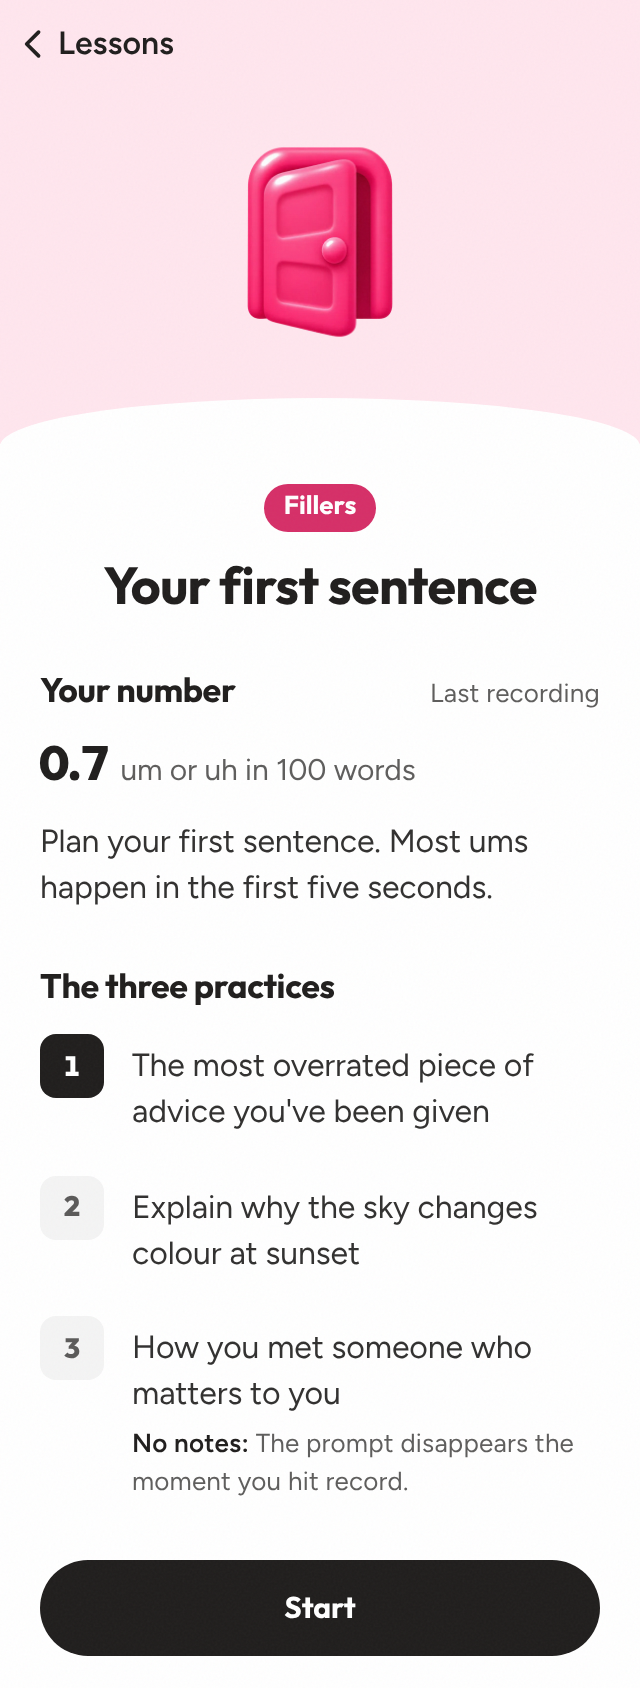 Lessons
Fillers
Your first sentence
Your number
Last recording
0.7 um or uh in 100 words
Plan your first sentence. Most ums
happen in the first five seconds.
The three practices
1
The most overrated piece of
advice you've been given
2
Explain why the sky changes
colour at sunset
3
How you met someone who
matters to you
No notes: The prompt disappears the
moment you hit record.
Start